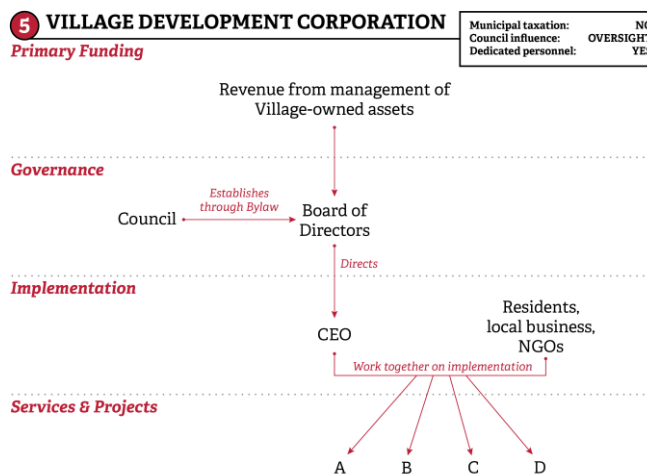 5 VILLAGE DEVELOPMENT CORPORATION
Municipal taxation: NO
Council influence: OVERSIGHT
Dedicated personnel: YES
Primary Funding
Revenue from management of
Village-owned assets
Governance
Establishes
through Bylaw
Council
Board of
Directors
Directs
Implementation
Residents,
local business,
NGOs
CEO
Work together on implementation
Services & Projects
A B C D